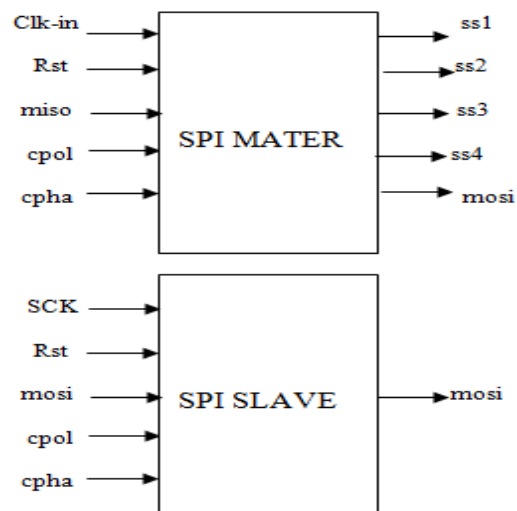 Clk-in
Rst
miso
cpol
cpha
SPI MATER
ss1
ss2
ss3
ss4
mosi
SCK
Rst
mosi
cpol
cpha
SPI SLAVE
mosi